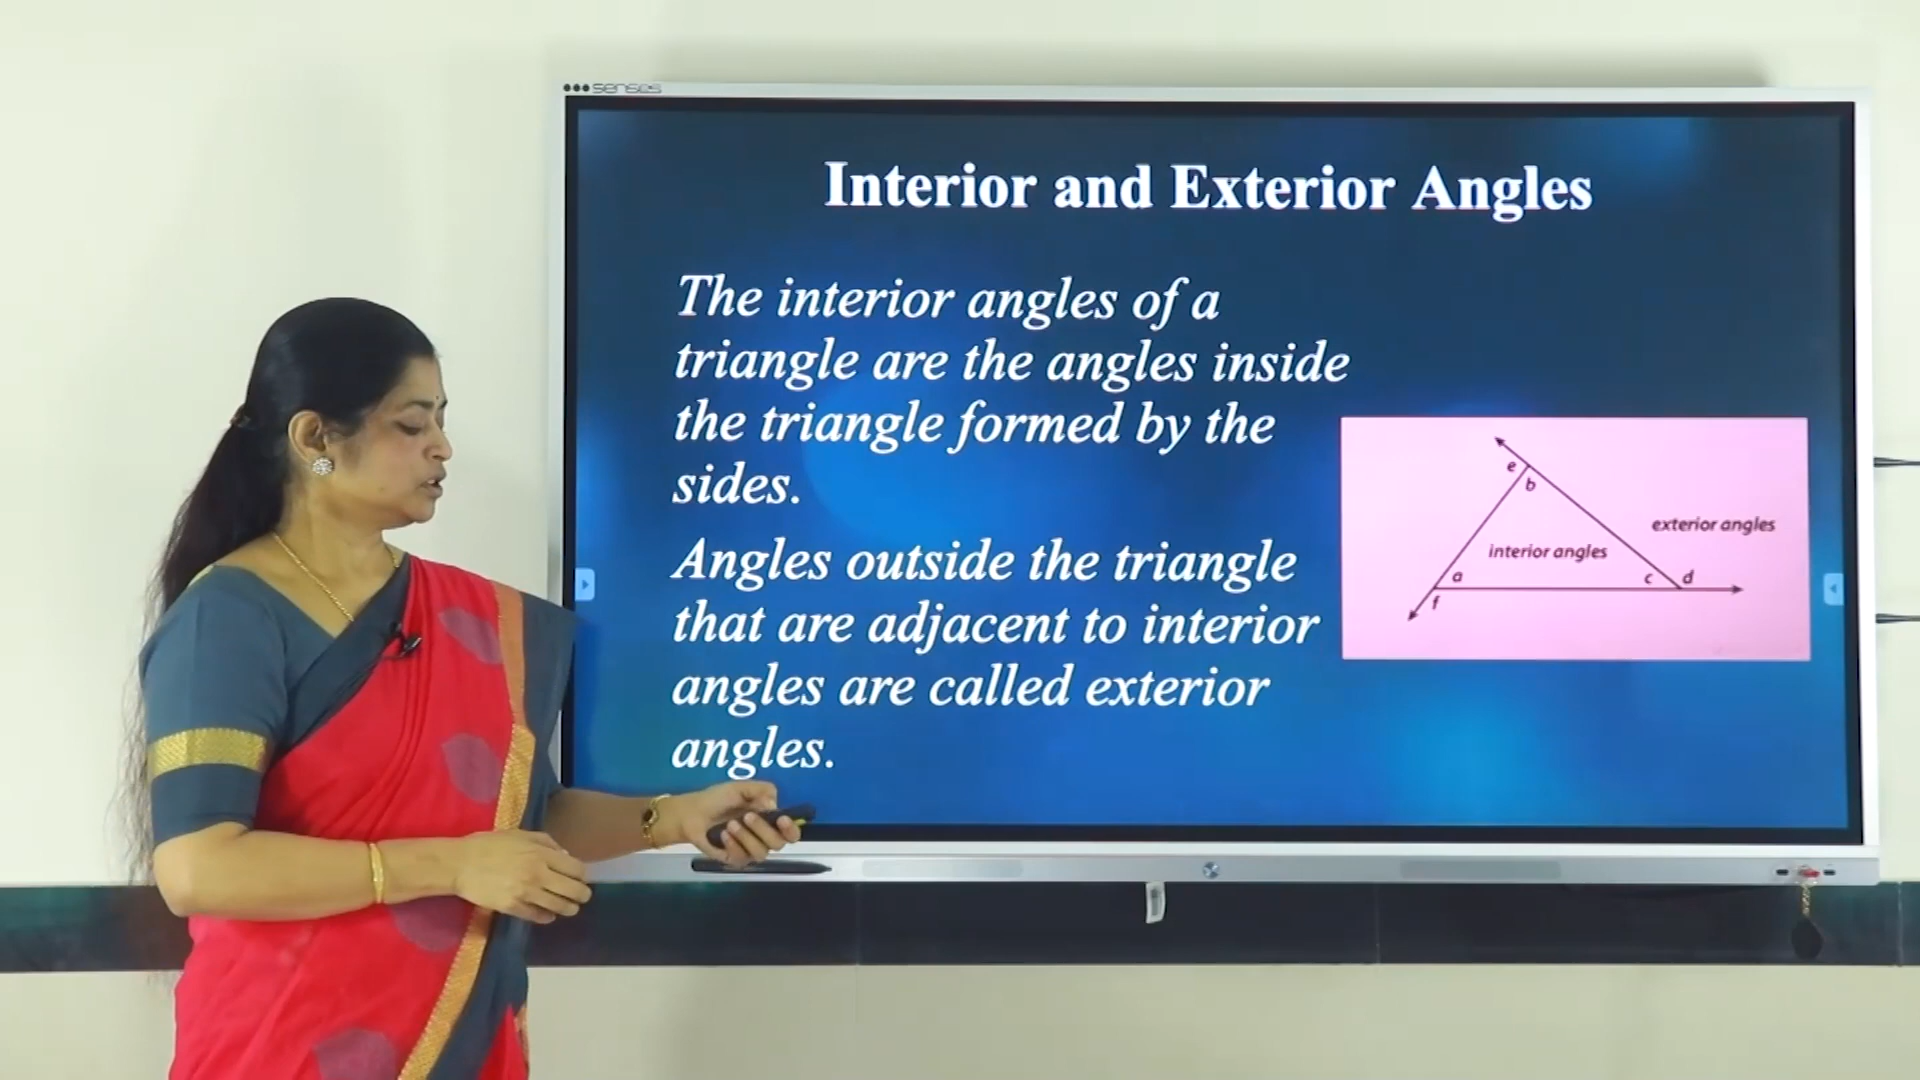 senses
Interior and Exterior Angles
The interior angles of a
triangle are the angles inside
the triangle formed by the
sides.
Angles outside the triangle
that are adjacent to interior
angles are called exterior
angles.
e
b
exterior angles
interior angles
a
c
d
f